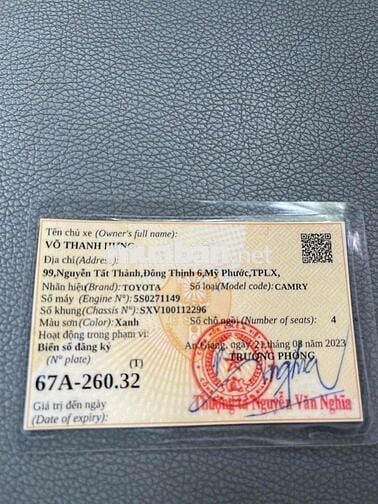 Tên chủ xe (Owner's full name):
VÕ THANH HƯNG
Địa chỉ(Address
99,Nguyễn Tất Thành,Đông Thịnh 6,Mỹ Phước,TPLX,
Nhãn hiệu(Brand): TOYOTA Số loại(Model code): CAMRY
Số máy (Engine N°): 5S0271149
Số khung(Chassis N°): SXV100112296
Màu sơn(Color): Xanh Số chỗ ngồi (Number of seats): 4
Hoạt động trong phạm vi:
Biển số đăng ký An Giang, ngày 21 tháng 08 năm 2023
(N° plate) TRƯỞNG PHÒNG
(T)
67A-260.32
Thượng tá Nguyễn Văn Nghĩa
Giá trị đến ngày
(Date of expiry):